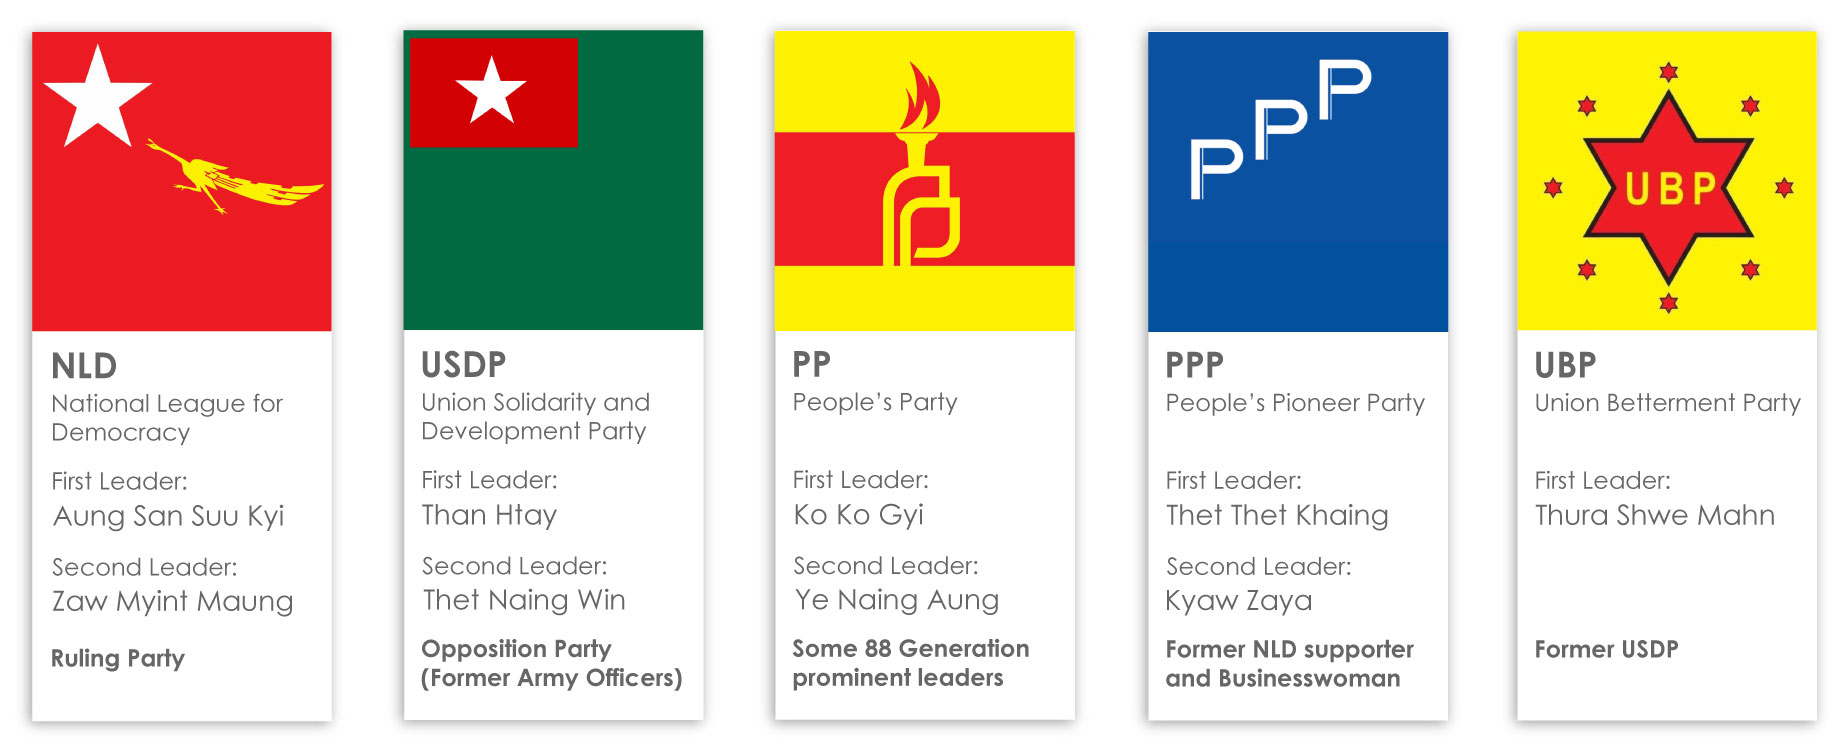 NLD
National League for
Democracy
First Leader:
Aung San Suu Kyi
Second Leader:
Zaw Myint Maung
Ruling Party
USDP
Union Solidarity and
Development Party
First Leader:
Than Htay
Second Leader:
Thet Naing Win
Opposition Party
(Former Army Officers)
PP
People’s Party
First Leader:
Ko Ko Gyi
Second Leader:
Ye Naing Aung
Some 88 Generation
prominent leaders
PPP
PPP
People’s Pioneer Party
First Leader:
Thet Thet Khaing
Second Leader:
Kyaw Zaya
Former NLD supporter
and Businesswoman
UBP
UBP
Union Betterment Party
First Leader:
Thura Shwe Mahn
Former USDP